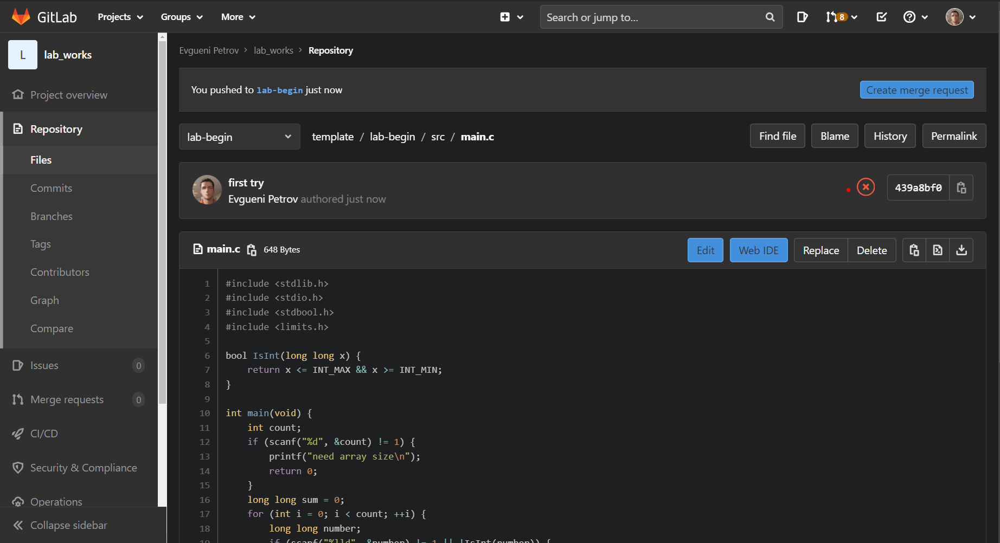 GitLab Projects Groups More Search or jump to... 8
L lab_works
Project overview
Repository
Files
Commits
Branches
Tags
Contributors
Graph
Compare
Issues 0
Merge requests 0
CI/CD
Security & Compliance
Operations
Collapse sidebar
Evgueni Petrov > lab_works > Repository
You pushed to lab-begin just now Create merge request
lab-begin template / lab-begin / src / main.c Find file Blame History Permalink
first try
Evgueni Petrov authored just now
439a8bf0
main.c 648 Bytes Edit Web IDE Replace Delete
1 #include <stdlib.h>
2 #include <stdio.h>
3 #include <stdbool.h>
4 #include <limits.h>
5
6 bool IsInt(long long x) {
7     return x <= INT_MAX && x >= INT_MIN;
8 }
9
10 int main(void) {
11     int count;
12     if (scanf("%d", &count) != 1) {
13         printf("need array size\n");
14         return 0;
15     }
16     long long sum = 0;
17     for (int i = 0; i < count; ++i) {
18         long long number;
19         if (scanf("%lld", &number) != 1 || !IsInt(number)) {